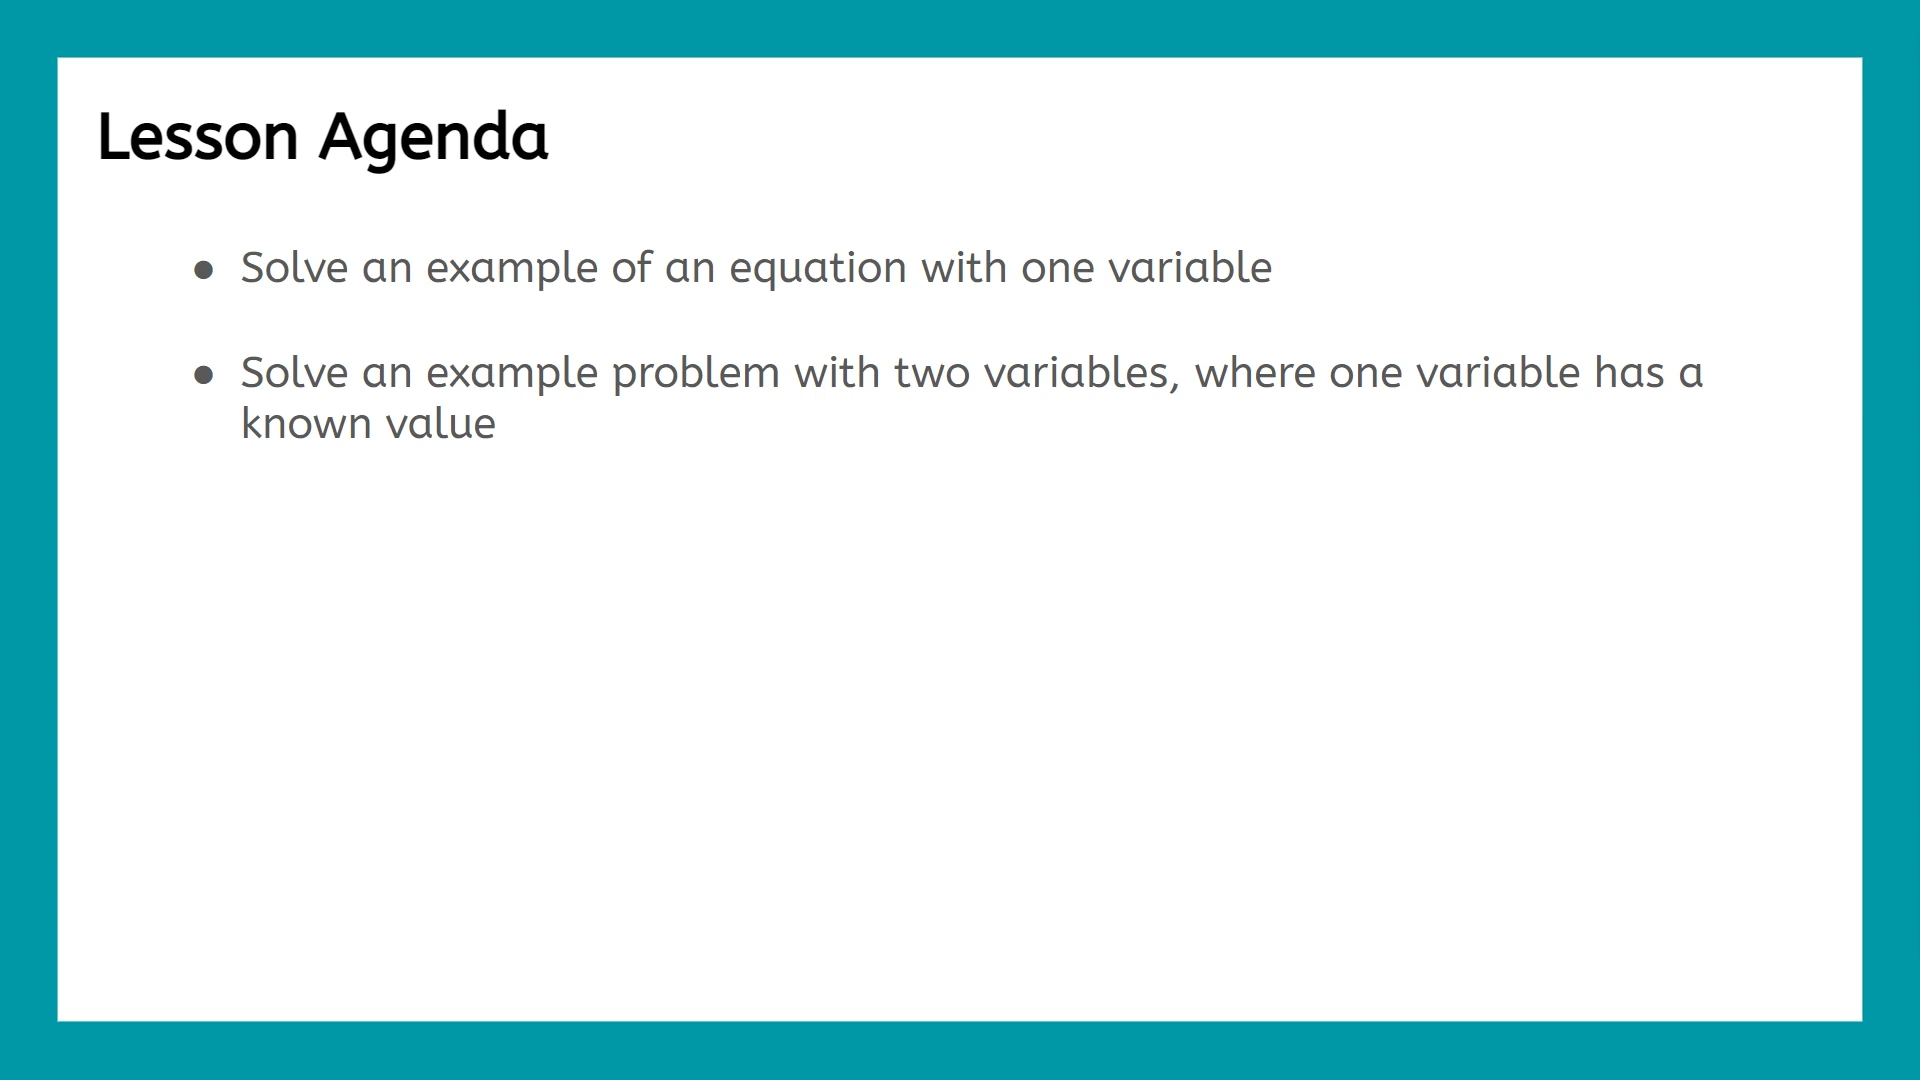 Lesson Agenda
● Solve an example of an equation with one variable
● Solve an example problem with two variables, where one variable has a
known value